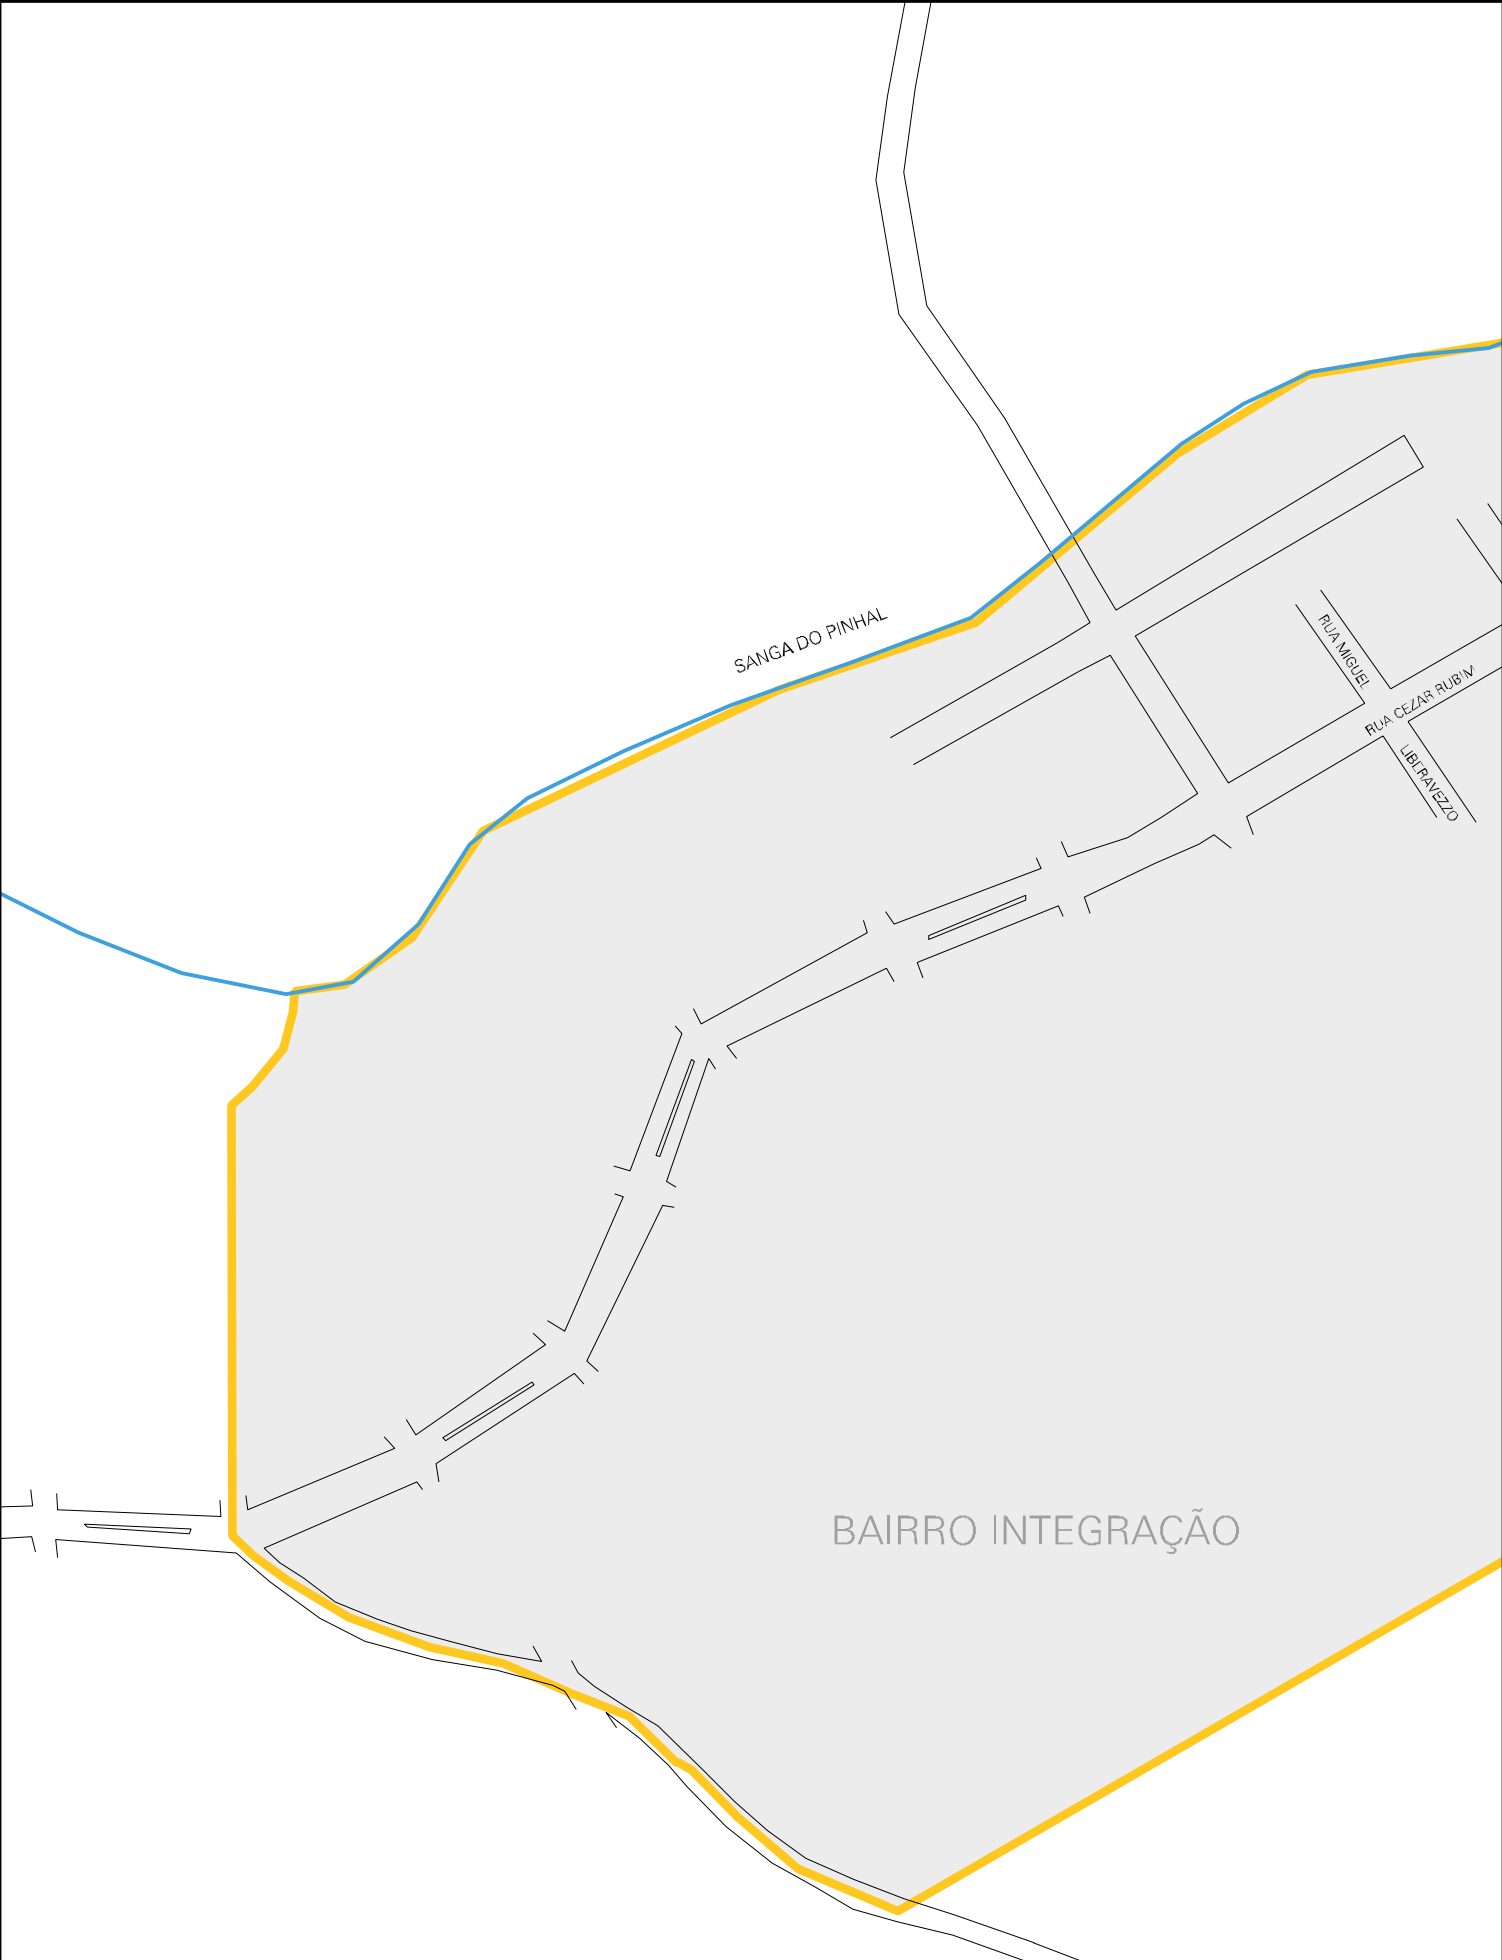 SANGA DO PINHAL
RUA MIGUEL
RUA CEZAR RUBIM
LIBERAVEZZO
BAIRRO INTEGRAÇÃO